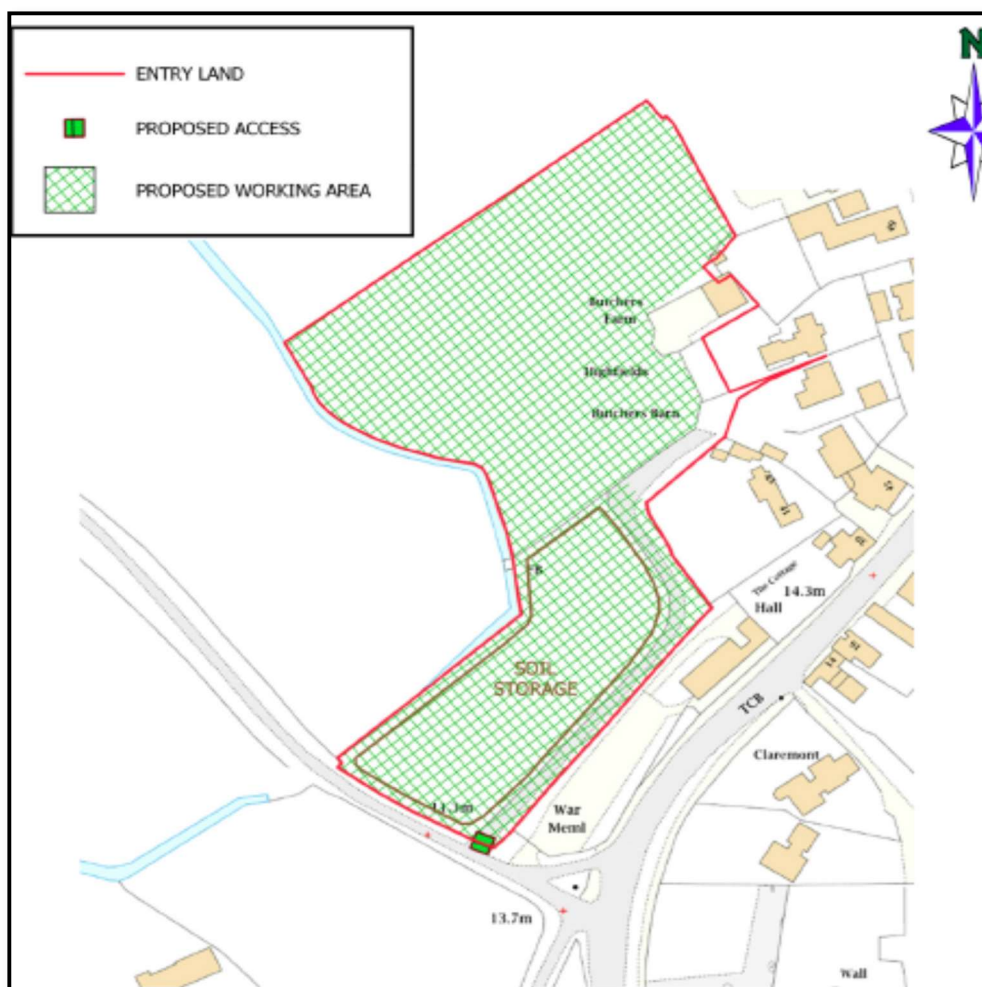 N
ENTRY LAND
PROPOSED ACCESS
PROPOSED WORKING AREA
49
Butchers
Farm
Highfields
Butchers Barn
The Cottage
Hall
14.3m
SOIL
STORAGE
TCB
Claremont
11.3m
War
Meml
13.7m
Wall